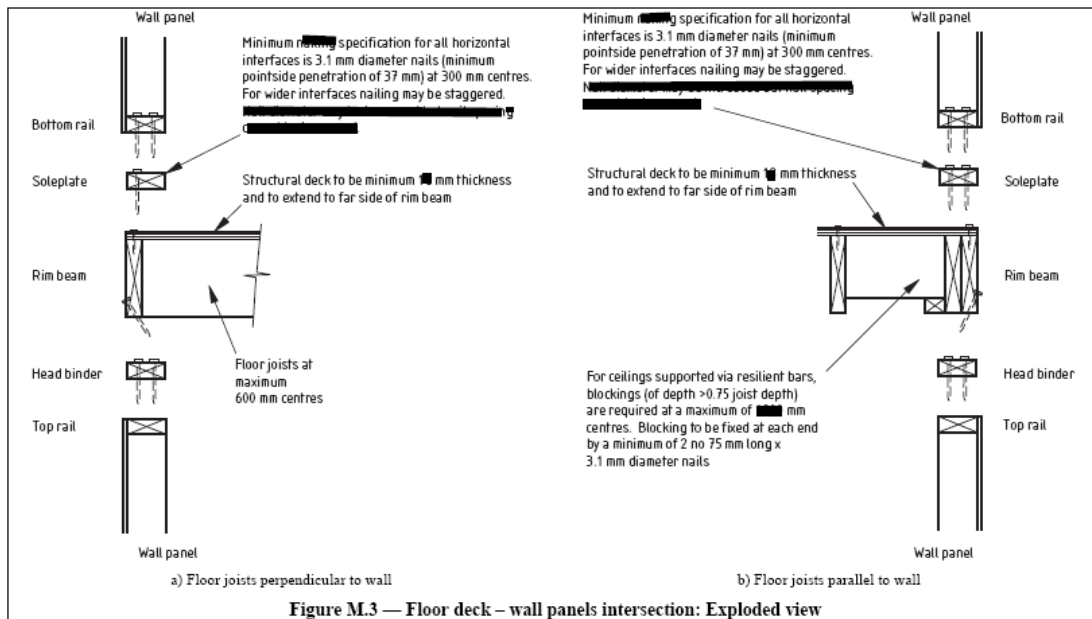 Wall panel
Minimum specification for all horizontal
interfaces is 3.1 mm diameter nails (minimum
pointside penetration of 37 mm) at 300 mm centres.
For wider interfaces nailing may be staggered.
Bottom rail
Soleplate
Structural deck to be minimum mm thickness
and to extend to far side of rim beam
Rim beam
Floor joists at
maximum
600 mm centres
Head binder
Top rail
Wall panel
a) Floor joists perpendicular to wall
Minimum specification for all horizontal
interfaces is 3.1 mm diameter nails (minimum
pointside penetration of 37 mm) at 300 mm centres.
For wider interfaces nailing may be staggered.
Wall panel
Bottom rail
Soleplate
Structural deck to be minimum mm thickness
and to extend to far side of rim beam
Rim beam
Head binder
For ceilings supported via resilient bars,
blockings (of depth >0.75 joist depth)
are required at a maximum of mm
centres. Blocking to be fixed at each end
by a minimum of 2 no 75 mm long x
3.1 mm diameter nails
Top rail
Wall panel
b) Floor joists parallel to wall
Figure M.3 — Floor deck – wall panels intersection: Exploded view